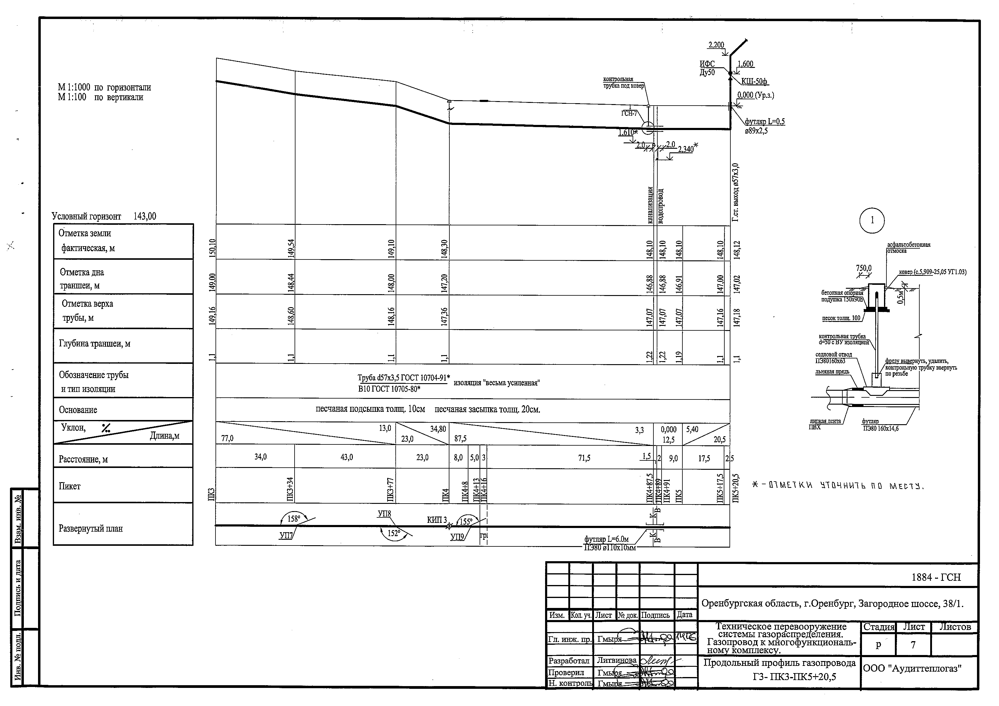 2,200
ИФС
Ду50
1,600
КШ-50ф
0,000 (Ур.з.)
контрольная
трубка под ковер
1
ГСН-7
футляр L=0,5
ø89х2,5
1,610*
2,0
2,0
2,340*
М 1:1000 по горизонтали
М 1:100 по вертикали
канализация
водопровод
Г.ст. выход ø57х3,0
Условный горизонт 143,00
Отметка земли
фактическая, м
150,10
149,54
149,10
148,30
148,10
148,10
148,10
148,10
148,12
Отметка дна
траншеи, м
149,00
148,44
148,00
147,20
146,88
146,88
146,91
147,00
147,02
Отметка верха
трубы, м
149,16
148,60
148,16
147,36
147,07
147,07
147,07
147,16
147,18
Глубина траншеи, м
1,1
1,1
1,1
1,1
1,22
1,22
1,19
1,1
1,1
Обозначение трубы
и тип изоляции
Труба d57х3,5 ГОСТ 10704-91*
В10 ГОСТ 10705-80*
изоляция "весьма усиленная"
Основание
песчаная подсыпка толщ. 10см песчаная засыпка толщ. 20см.
Уклон, ‰
Длина,м
13,0
77,0
34,80
23,0
3,3
87,5
0,000
12,5
5,40
20,5
Расстояние, м
34,0
43,0
23,0
8,0
5,0
3
71,5
1,5
2
9,0
17,5
2,5
Пикет
ПК3
ПК3+34
ПК3+77
ПК4
ПК4+8
ПК4+13
ПК4+16
ПК4+87,5
ПК4+89
ПК4+91
ПК5
ПК5+17,5
ПК5+20,5
Развернутый план
158°
УП7
УП8
152°
КИП 3
155°
УП9
гр.
К
В
К
В
футляр L=6.0м
ПЭ80 ø110х10мм
1
асфальтобетонная
отмоска
750,0
ковер (с.5,909-25,05 УГ1.03)
бетонная опорная
подушка 150х90h
0,5м
песок толщ. 100
контрольная трубка
d=50 с ВУ изоляцией
седловой отвод
ПЭ80160х63
фрезу вывернуть, удалить,
контрольную трубку ввернуть
по резьбе
льняная прядь
липкая лента
ПВХ
футляр
ПЭ80 160х14,6
* - ОТМЕТКИ УТОЧНИТЬ ПО МЕСТУ.
Взам. инв. №
Подпись и дата
Инв. № подл.
1884 - ГСН
Оренбургская область, г.Оренбург, Загородное шоссе, 38/1.
Изм. Кол. уч. Лист № док. Подпись Дата
Гл. инж. пр. Гмыря
Разработал Литвинова
Проверил Гмыря
Н. контроль Гмыря
Техническое перевооружение
системы газораспределения.
Газопровод к многофункциональ-
ному комплексу.
Стадия Лист Листов
р 7
Продольный профиль газопровода
Г3- ПК3-ПК5+20,5
ООО "Аудиттеплогаз"